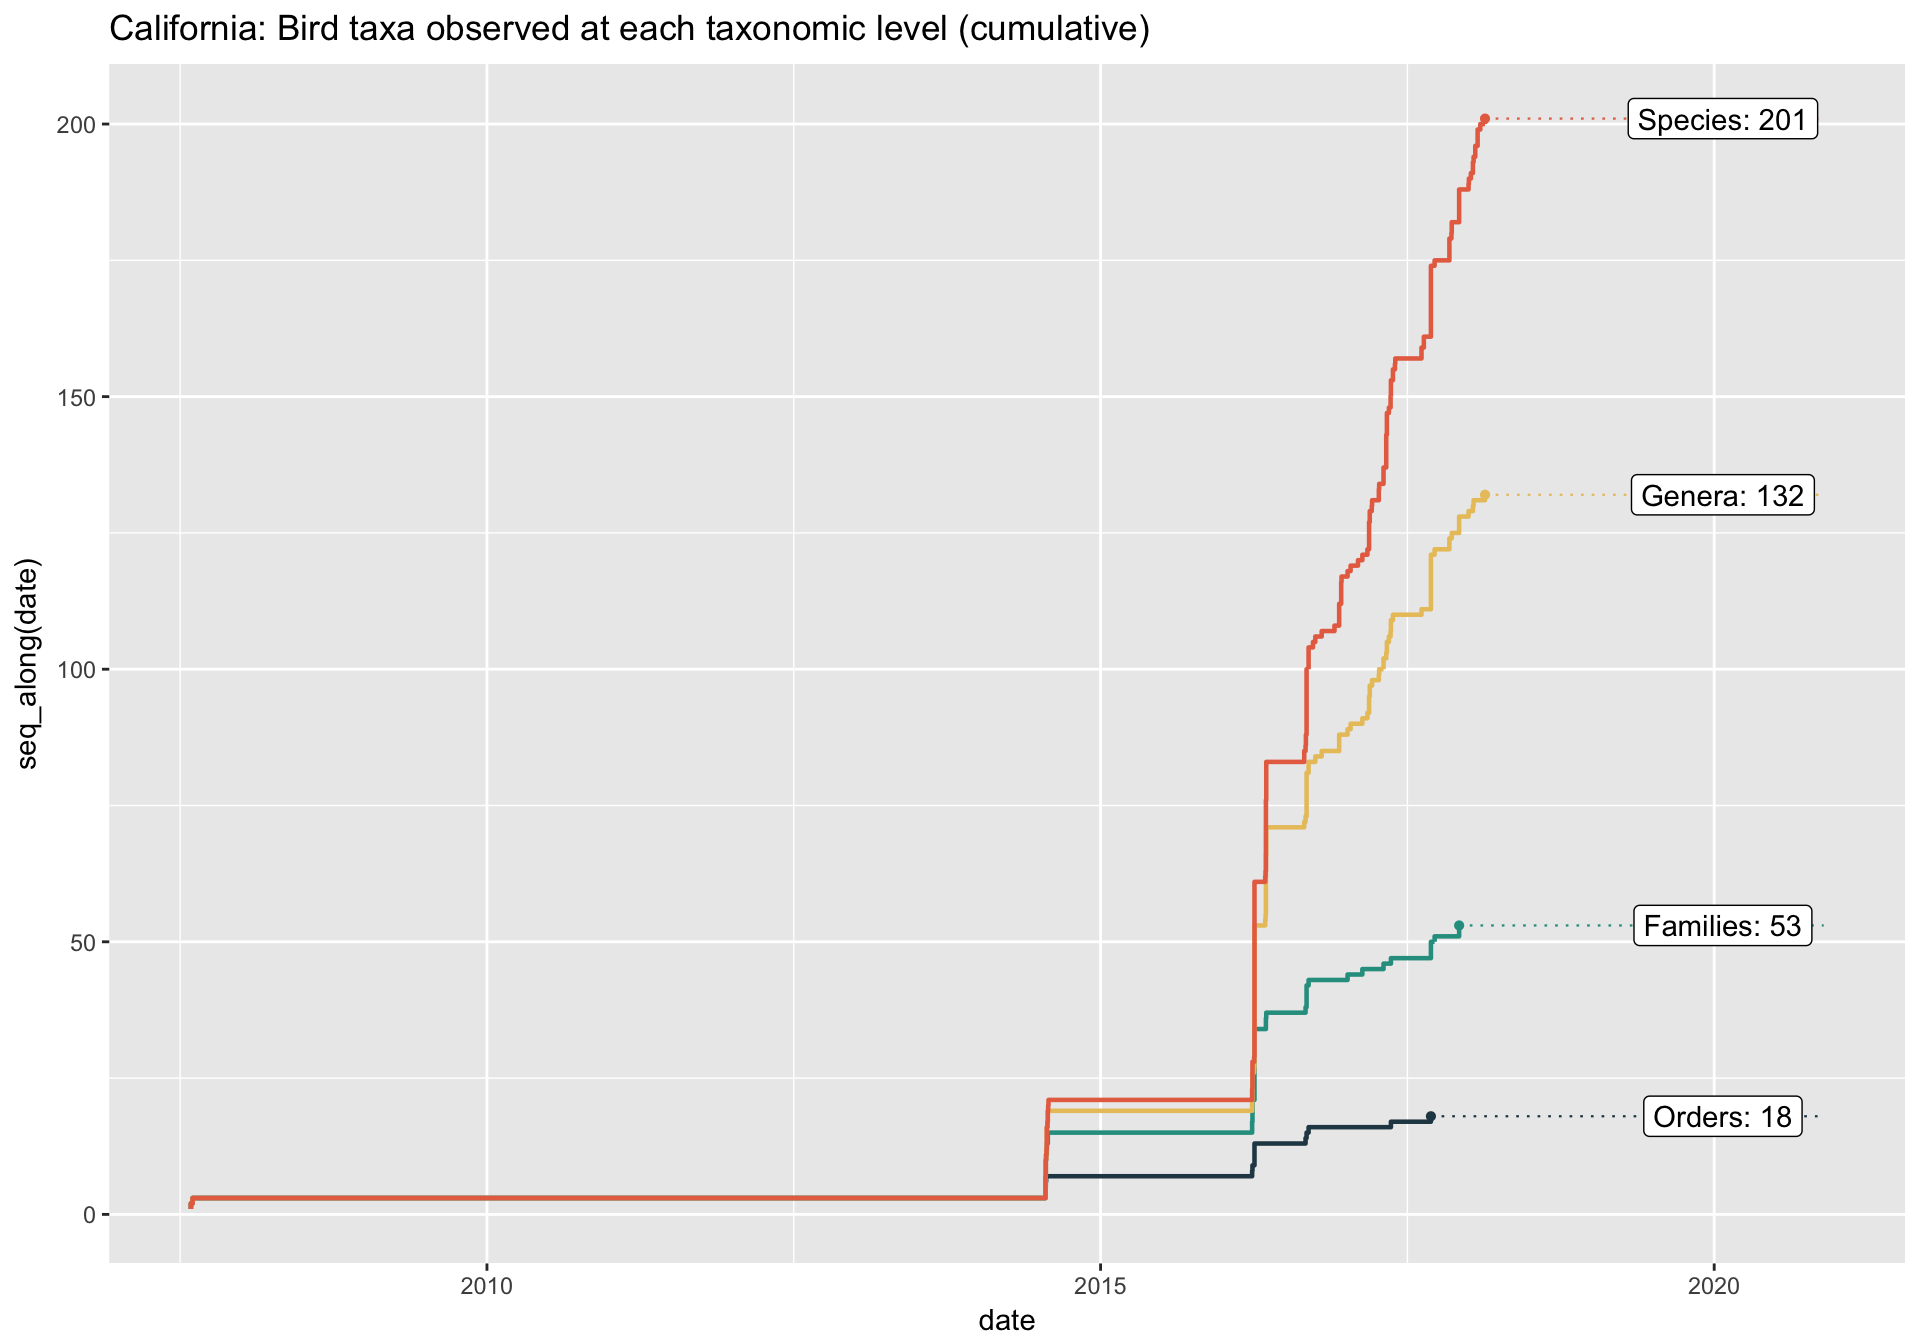 California: Bird taxa observed at each taxonomic level (cumulative)
200
150
100
50
0
seq_along(date)
Species: 201
Genera: 132
Families: 53
Orders: 18
2010
2015
2020
date